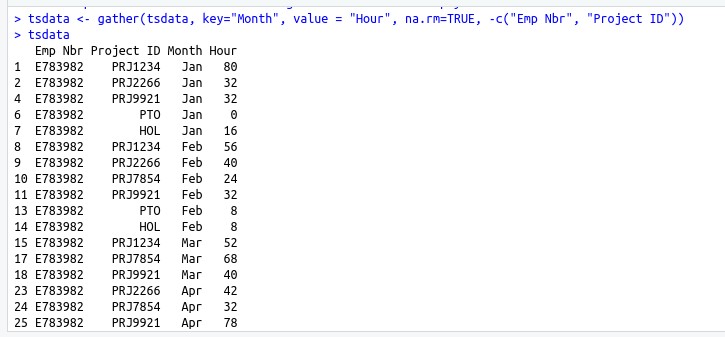 > tsdata <- gather(tsdata, key="Month", value = "Hour", na.rm=TRUE, -c("Emp Nbr", "Project ID"))
> tsdata
Emp Nbr Project ID Month Hour
1 E783982 PRJ1234 Jan 80
2 E783982 PRJ2266 Jan 32
4 E783982 PRJ9921 Jan 32
6 E783982 PTO Jan 0
7 E783982 HOL Jan 16
8 E783982 PRJ1234 Feb 56
9 E783982 PRJ2266 Feb 40
10 E783982 PRJ7854 Feb 24
11 E783982 PRJ9921 Feb 32
13 E783982 PTO Feb 8
14 E783982 HOL Feb 8
15 E783982 PRJ1234 Mar 52
17 E783982 PRJ7854 Mar 68
18 E783982 PRJ9921 Mar 40
23 E783982 PRJ2266 Apr 42
24 E783982 PRJ7854 Apr 32
25 E783982 PRJ9921 Apr 78